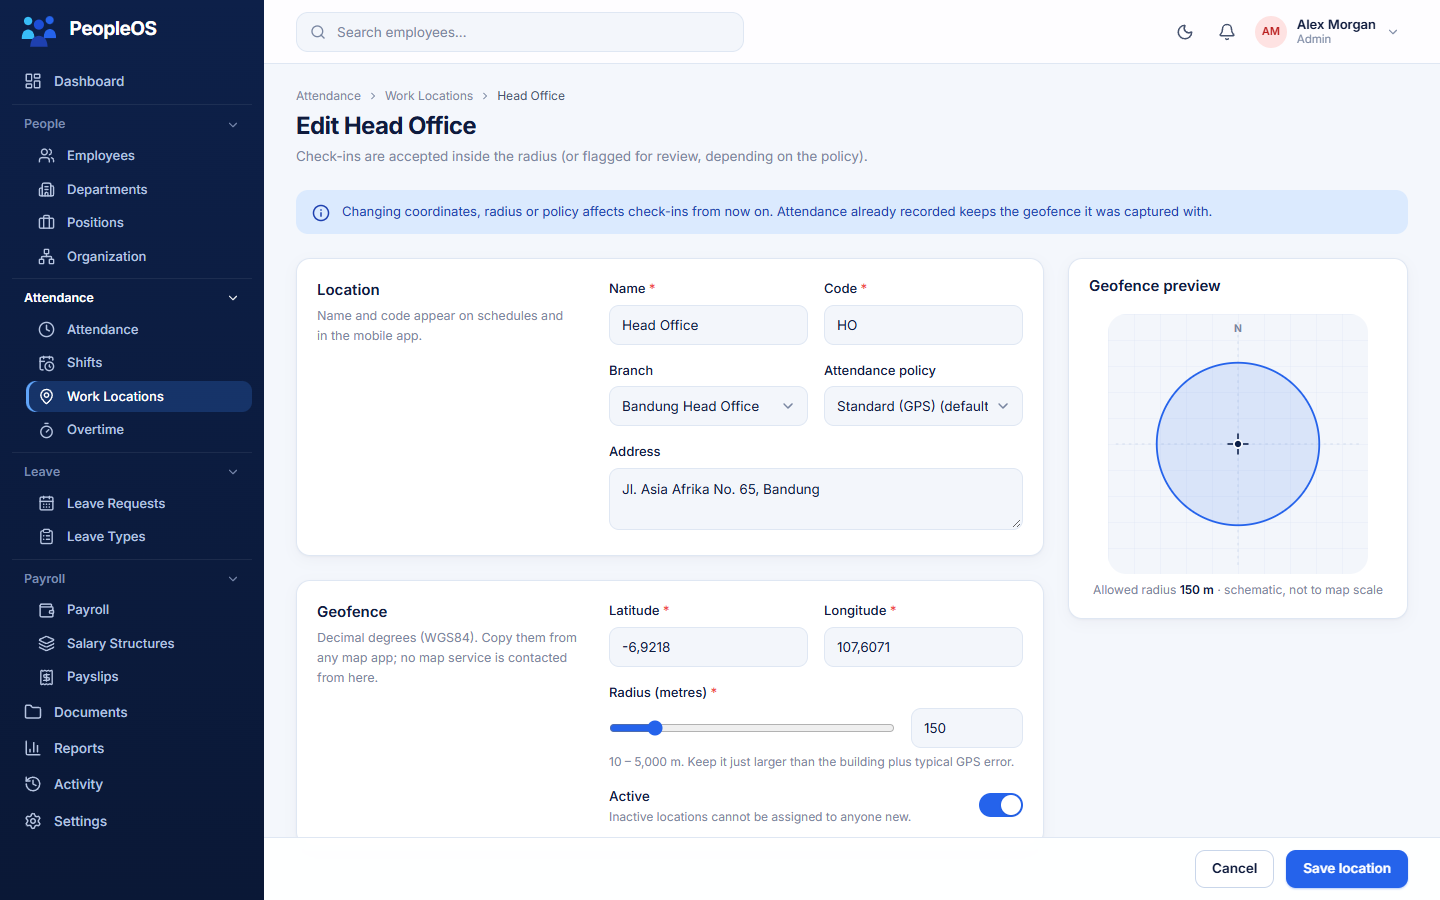 PeopleOS
Search employees...
AM
Alex Morgan
Admin
Dashboard
People
Employees
Departments
Positions
Organization
Attendance
Attendance
Shifts
Work Locations
Overtime
Leave
Leave Requests
Leave Types
Payroll
Payroll
Salary Structures
Payslips
Documents
Reports
Activity
Settings
Attendance > Work Locations > Head Office
Edit Head Office
Check-ins are accepted inside the radius (or flagged for review, depending on the policy).
Changing coordinates, radius or policy affects check-ins from now on. Attendance already recorded keeps the geofence it was captured with.
Location
Name and code appear on schedules and
in the mobile app.
Name *
Code *
Head Office
HO
Branch
Attendance policy
Bandung Head Office
Standard (GPS) (default
Address
Jl. Asia Afrika No. 65, Bandung
Geofence
Decimal degrees (WGS84). Copy them from
any map app; no map service is contacted
from here.
Latitude *
Longitude *
-6,9218
107,6071
Radius (metres) *
150
10 – 5,000 m. Keep it just larger than the building plus typical GPS error.
Active
Inactive locations cannot be assigned to anyone new.
Geofence preview
N
Allowed radius 150 m · schematic, not to map scale
Cancel
Save location